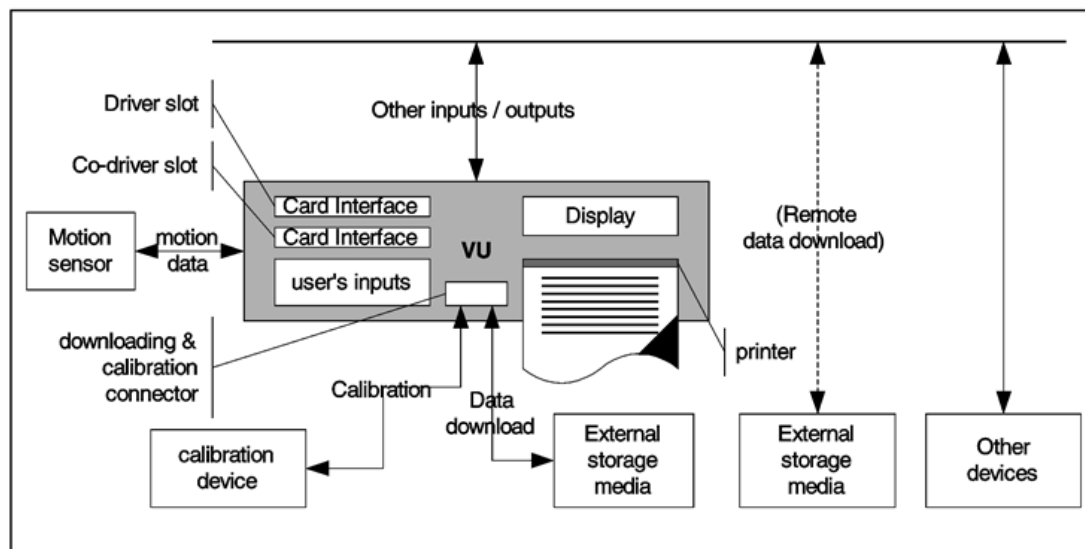 Driver slot
Other inputs / outputs
Co-driver slot
Card Interface
Card Interface
Display
VU
(Remote
data download)
Motion
sensor
motion
data
user's inputs
downloading &
calibration
connector
printer
Calibration
Data
download
calibration
device
External
storage
media
External
storage
media
Other
devices